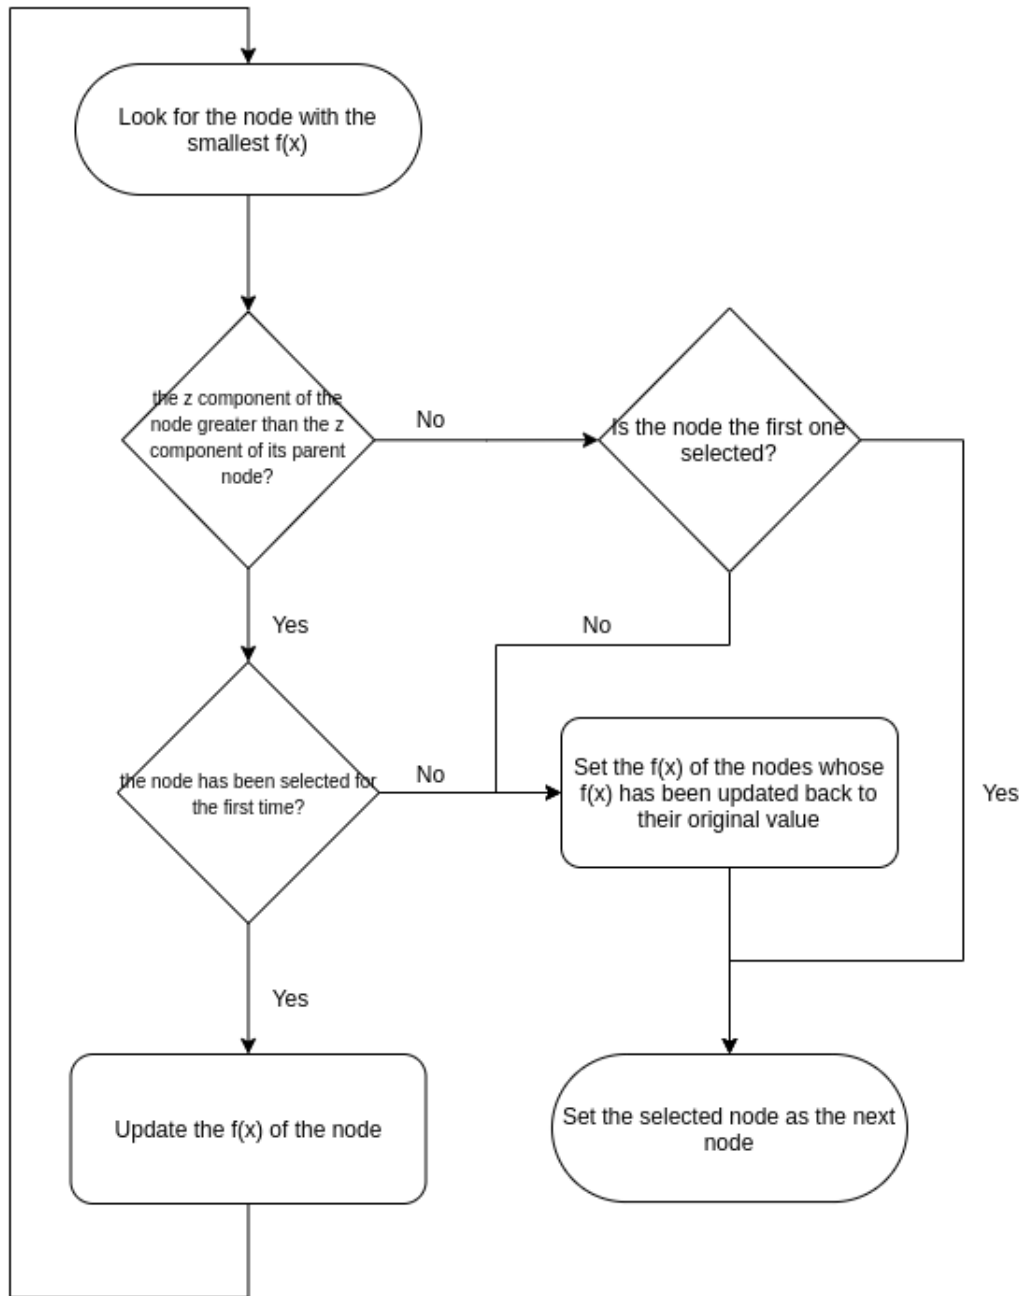 Look for the node with the
smallest f(x)
the z component of the
node greater than the z
component of its parent
node?
No
Is the node the first one
selected?
Yes
No
the node has been selected for
the first time?
No
Set the f(x) of the nodes whose
f(x) has been updated back to
their original value
Yes
Yes
Update the f(x) of the node
Set the selected node as the next
node